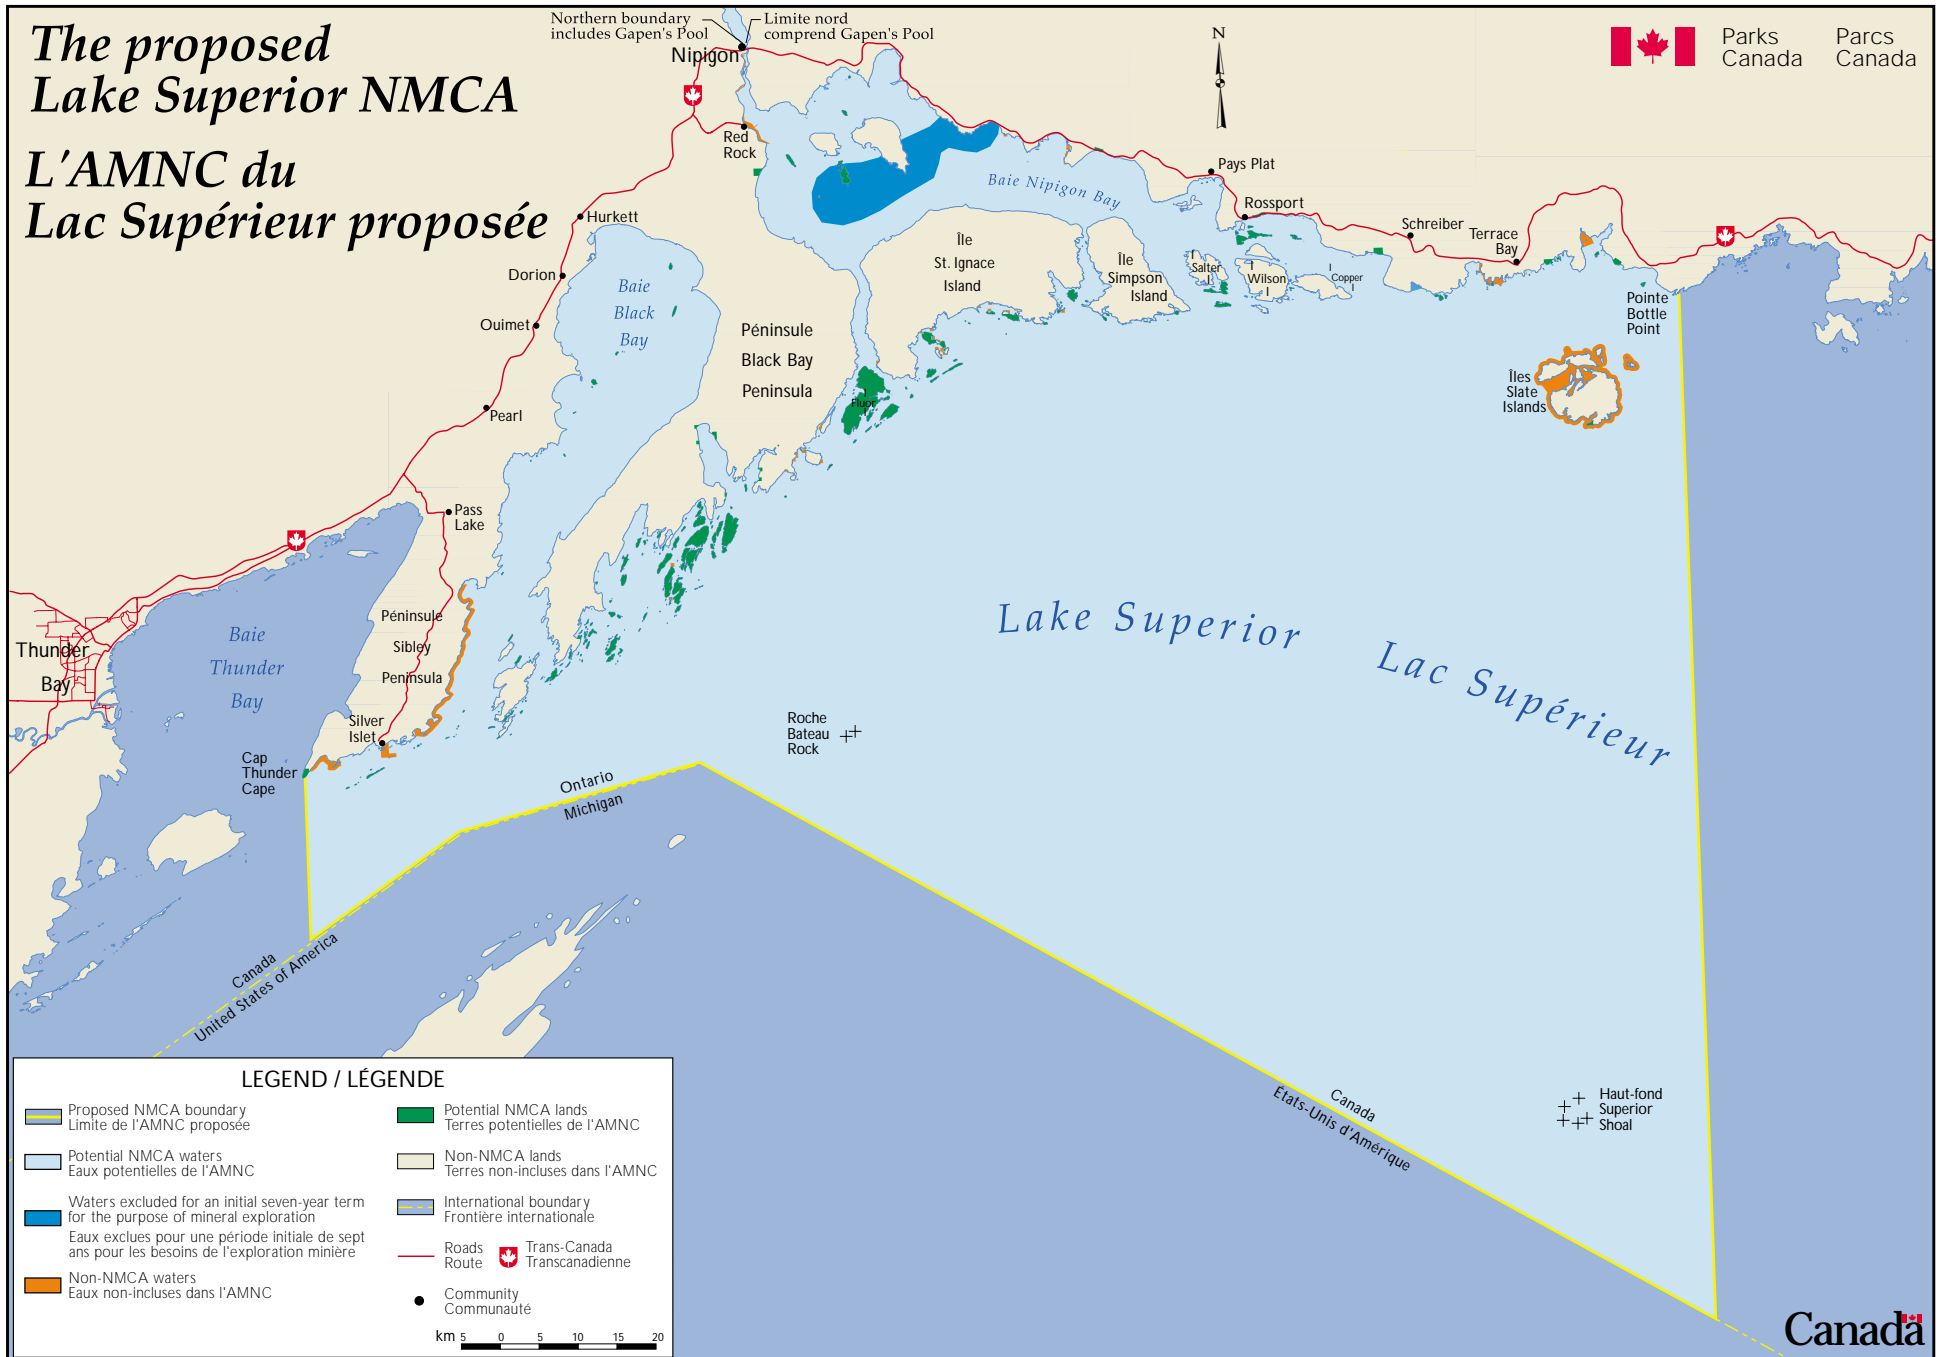 The proposed
Lake Superior NMCA
L'AMNC du
Lac Supérieur proposée
Northern boundary
includes Gapen's Pool
Limite nord
comprend Gapen's Pool
Nipigon
N
Parks
Canada
Parcs
Canada
Red
Rock
Pays Plat
Baie Nipigon Bay
Hurkett
Rossport
Schreiber
Terrace
Bay
Île
St. Ignace
Island
Île
Simpson
Island
I
Salter
I
I
Wilson
I
I
Copper
I
Dorion
Baie
Black
Bay
Pointe
Bottle
Point
Ouimet
Péninsule
Black Bay
Peninsula
Îles
Slate
Islands
I
Fluor
I
Pearl
Pass
Lake
Péninsule
Sibley
Peninsula
Thunder
Bay
Baie
Thunder
Bay
Lake Superior
Lac Supérieur
Silver
Islet
Roche
Bateau
Rock
Cap
Thunder
Cape
Ontario
Michigan
Canada
United States of America
Canada
États-Unis d'Amérique
Haut-fond
Superior
Shoal
LEGEND / LÉGENDE
Proposed NMCA boundary
Limite de l'AMNC proposée
Potential NMCA waters
Eaux potentielles de l'AMNC
Waters excluded for an initial seven-year term
for the purpose of mineral exploration
Eaux exclues pour une période initiale de sept
ans pour les besoins de l'exploration minière
Non-NMCA waters
Eaux non-incluses dans l'AMNC
Potential NMCA lands
Terres potentielles de l'AMNC
Non-NMCA lands
Terres non-incluses dans l'AMNC
International boundary
Frontière internationale
Roads
Route
Trans-Canada
Transcanadienne
Community
Communauté
km 5 0 5 10 15 20
Canada